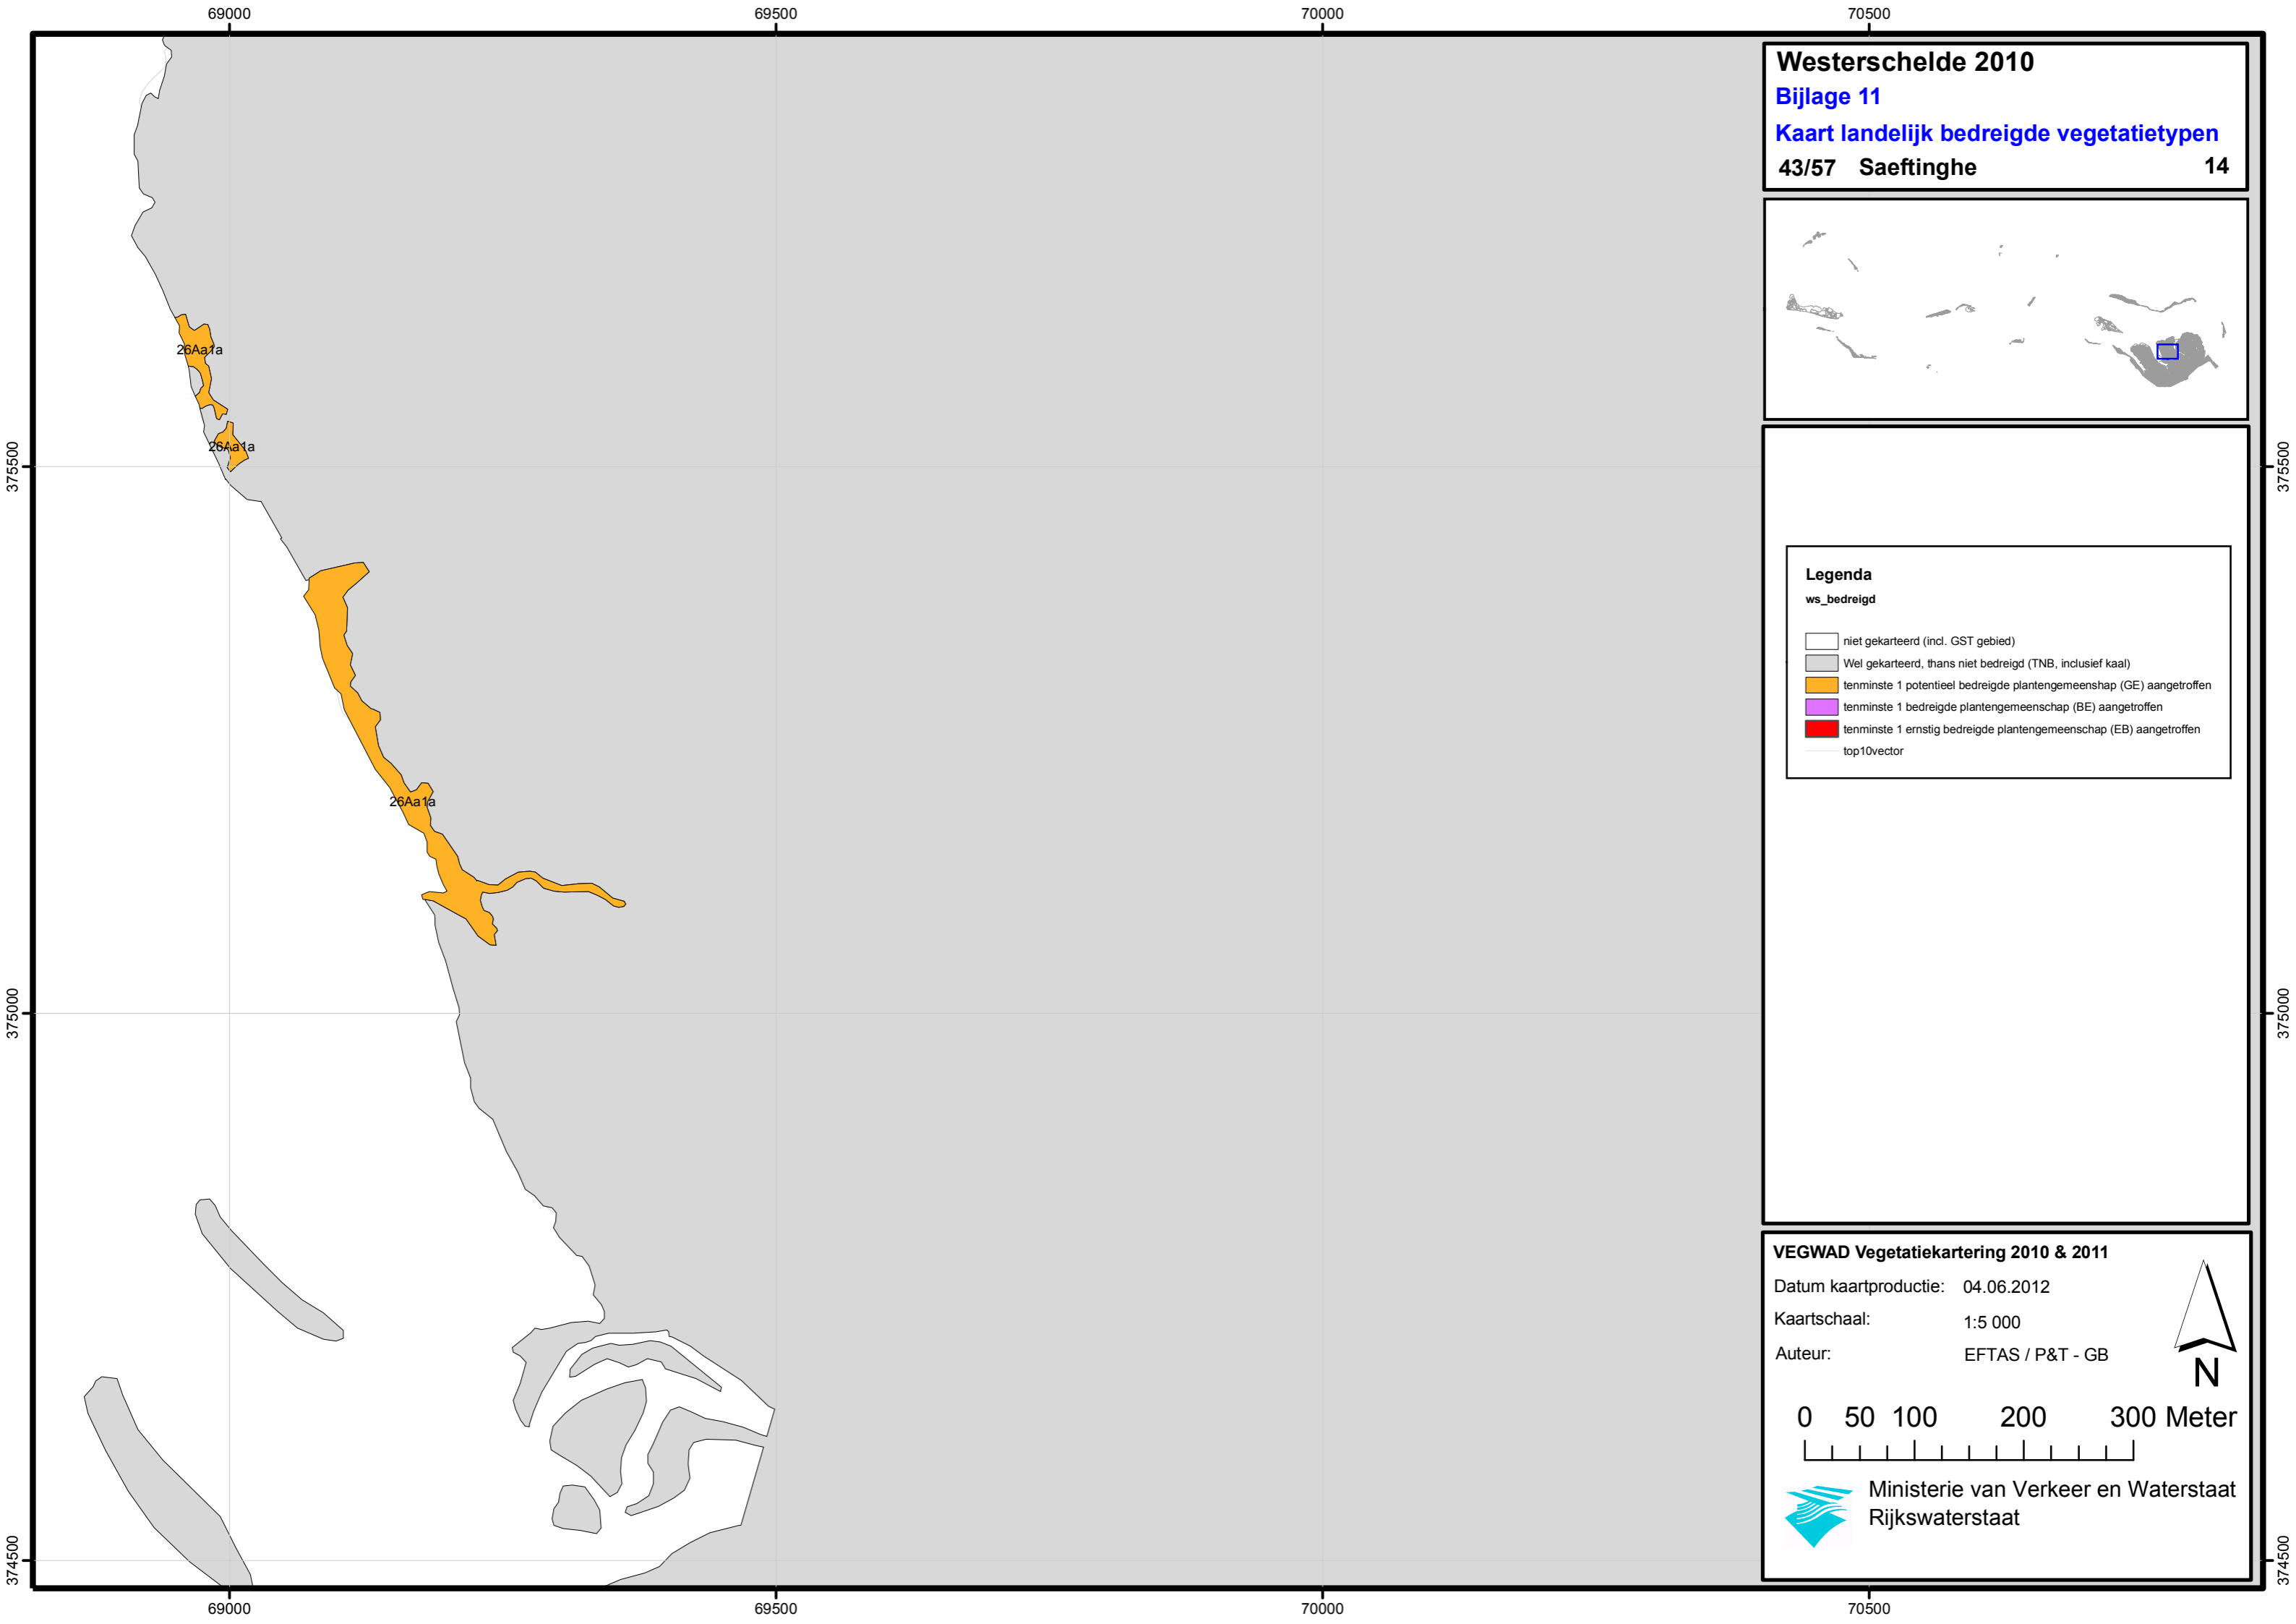 69000 69500 70000 70500
Westerschelde 2010
Bijlage 11
Kaart landelijk bedreigde vegetatietypen
43/57 Saeftinghe 14
26Aa1a
26Aa1a
375500 375500
Legenda
ws_bedreigd
niet gekarteerd (incl. GST gebied)
Wel gekarteerd, thans niet bedreigd (TNB, inclusief kaal)
tenminste 1 potentieel bedreigde plantengemeenshap (GE) aangetroffen
tenminste 1 bedreigde plantengemeenschap (BE) aangetroffen
tenminste 1 ernstig bedreigde plantengemeenschap (EB) aangetroffen
top10vector
26Aa1a
375000 375000
VEGWAD Vegetatiekartering 2010 & 2011
Datum kaartproductie: 04.06.2012
Kaartschaal: 1:5 000
Auteur: EFTAS / P&T - GB
N
0 50 100 200 300 Meter
Ministerie van Verkeer en Waterstaat
Rijkswaterstaat
374500 374500
69000 69500 70000 70500